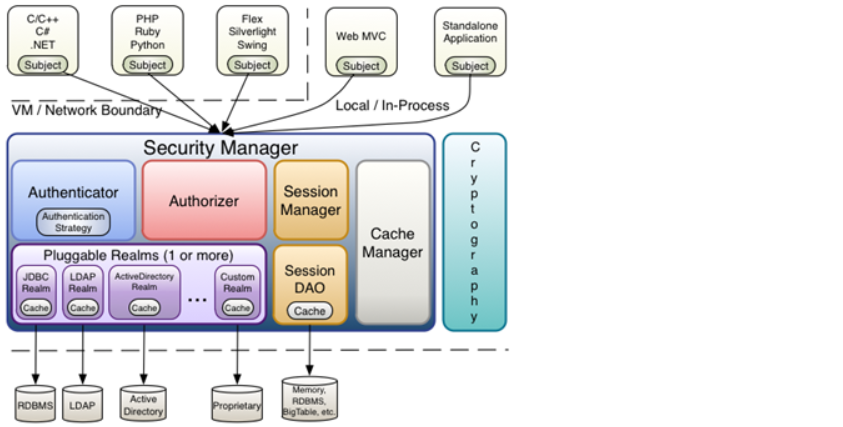 C/C++
C#
.NET
Subject
PHP
Ruby
Python
Subject
Flex
Silverlight
Swing
Subject
Web MVC
Subject
Standalone
Application
Subject
VM / Network Boundary
Local / In-Process
Security Manager
Authenticator
Authentication
Strategy
Authorizer
Session
Manager
Cache
Manager
Cryptography
Pluggable Realms (1 or more)
JDBC
Realm
Cache
LDAP
Realm
Cache
ActiveDirectory
Realm
Cache
...
Custom
Realm
Cache
Session
DAO
Cache
RDBMS
LDAP
Active
Directory
Proprietary
Memory,
RDBMS,
BigTable, etc.